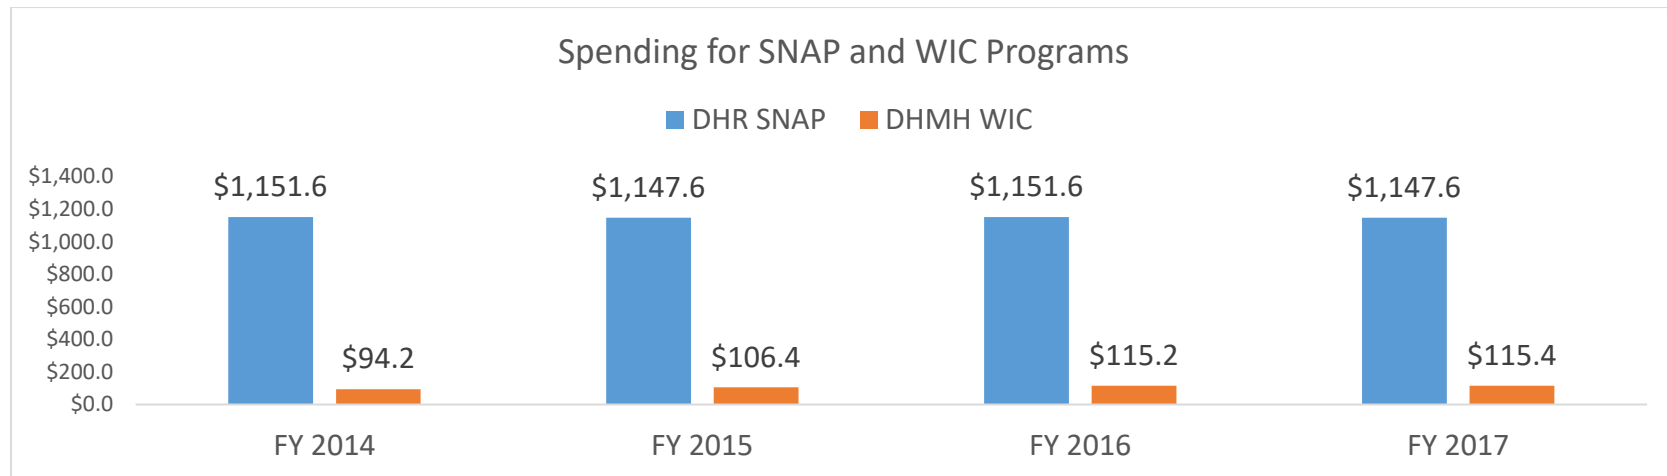 Spending for SNAP and WIC Programs
DHR SNAP DHMH WIC
$1,400.0
$1,200.0
$1,000.0
$800.0
$600.0
$400.0
$200.0
$0.0
$1,151.6 $1,147.6 $1,151.6 $1,147.6
$94.2 $106.4 $115.2 $115.4
FY 2014 FY 2015 FY 2016 FY 2017